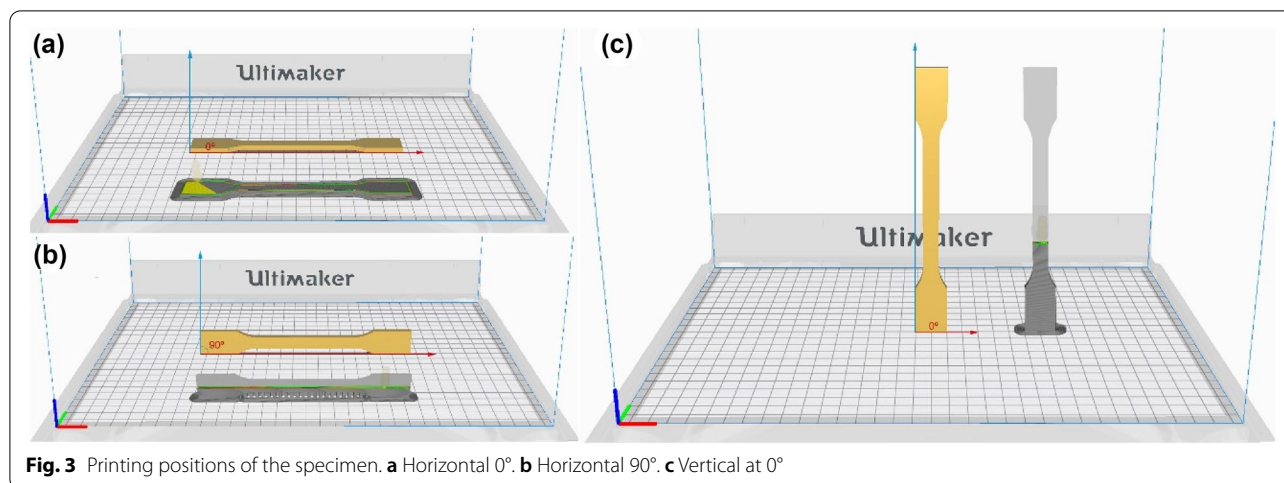 (a)
Ultimaker
0°
(b)
Ultimaker
90°
(c)
Ultimaker
0°
Fig. 3 Printing positions of the specimen. a Horizontal 0°. b Horizontal 90°. c Vertical at 0°